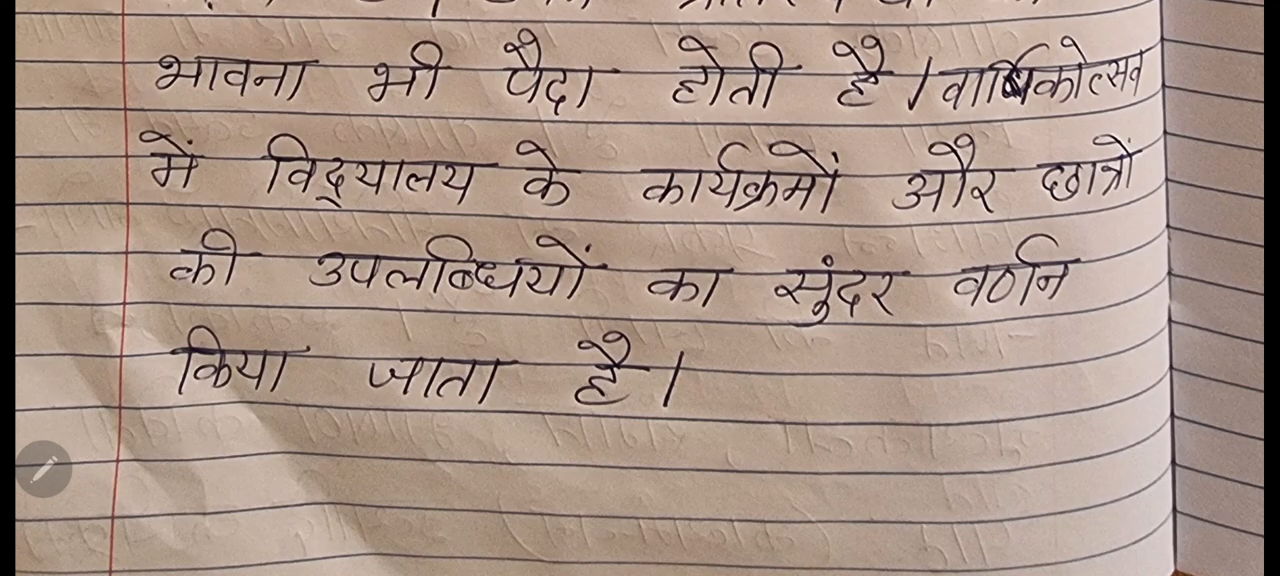 भावना भी पैदा होती है। वार्षिकोत्सव
में विद्यालय के कार्यक्रमों और छात्रों
की उपलब्धियों का सुंदर वर्णन
किया जाता है।